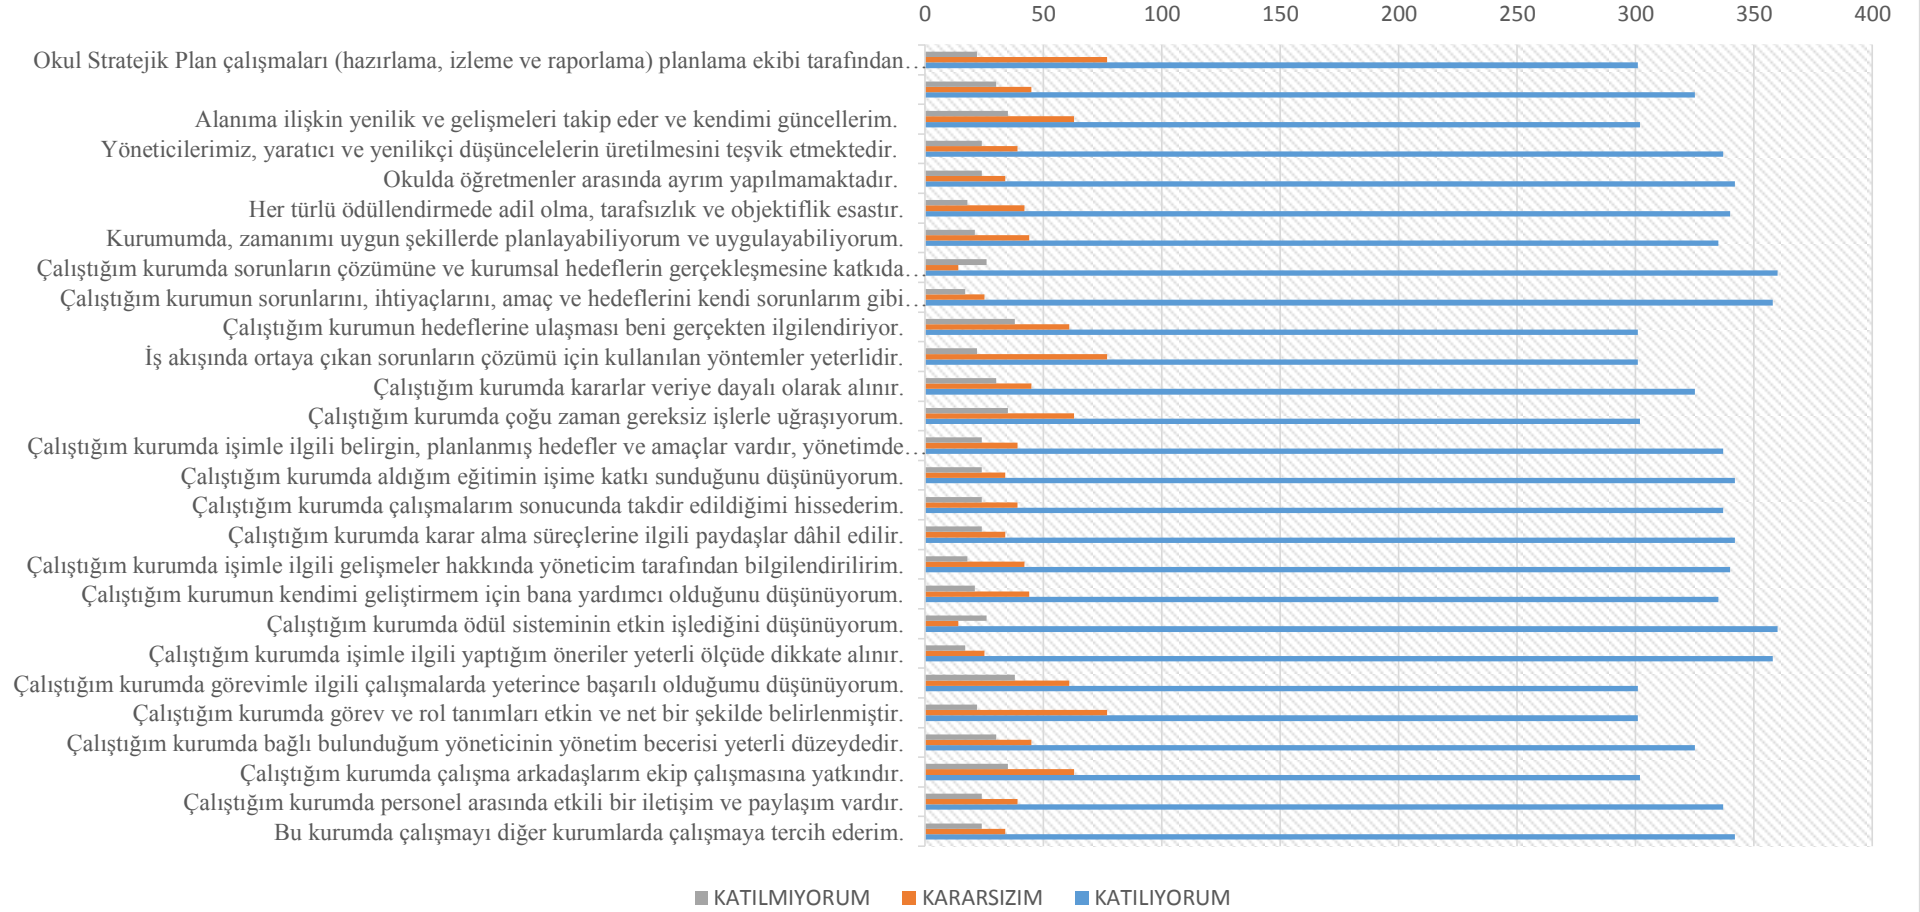 0 50 100 150 200 250 300 350 400
Okul Stratejik Plan çalışmaları (hazırlama, izleme ve raporlama) planlama ekibi tarafından…
Alanıma ilişkin yenilik ve gelişmeleri takip eder ve kendimi güncellerim.
Yöneticilerimiz, yaratıcı ve yenilikçi düşüncelelerin üretilmesini teşvik etmektedir.
Okulda öğretmenler arasında ayrım yapılmamaktadır.
Her türlü ödüllendirmede adil olma, tarafsızlık ve objektiflik esastır.
Kurumumda, zamanımı uygun şekillerde planlayabiliyorum ve uygulayabiliyorum.
Çalıştığım kurumda sorunların çözümüne ve kurumsal hedeflerin gerçekleşmesine katkıda…
Çalıştığım kurumun sorunlarını, ihtiyaçlarını, amaç ve hedeflerini kendi sorunlarım gibi…
Çalıştığım kurumun hedeflerine ulaşması beni gerçekten ilgilendiriyor.
İş akışında ortaya çıkan sorunların çözümü için kullanılan yöntemler yeterlidir.
Çalıştığım kurumda kararlar veriye dayalı olarak alınır.
Çalıştığım kurumda çoğu zaman gereksiz işlerle uğraşıyorum.
Çalıştığım kurumda işimle ilgili belirgin, planlanmış hedefler ve amaçlar vardır, yönetimde…
Çalıştığım kurumda aldığım eğitimin işime katkı sunduğunu düşünüyorum.
Çalıştığım kurumda çalışmalarım sonucunda takdir edildiğimi hissederim.
Çalıştığım kurumda karar alma süreçlerine ilgili paydaşlar dâhil edilir.
Çalıştığım kurumda işimle ilgili gelişmeler hakkında yöneticim tarafından bilgilendirilirim.
Çalıştığım kurumun kendimi geliştirmem için bana yardımcı olduğunu düşünüyorum.
Çalıştığım kurumda ödül sisteminin etkin işlediğini düşünüyorum.
Çalıştığım kurumda işimle ilgili yaptığım öneriler yeterli ölçüde dikkate alınır.
Çalıştığım kurumda görevimle ilgili çalışmalarda yeterince başarılı olduğumu düşünüyorum.
Çalıştığım kurumda görev ve rol tanımları etkin ve net bir şekilde belirlenmiştir.
Çalıştığım kurumda bağlı bulunduğum yöneticinin yönetim becerisi yeterli düzeydedir.
Çalıştığım kurumda çalışma arkadaşlarım ekip çalışmasına yatkındır.
Çalıştığım kurumda personel arasında etkili bir iletişim ve paylaşım vardır.
Bu kurumda çalışmayı diğer kurumlarda çalışmaya tercih ederim.
KATILMIYORUM KARARSIZIM KATILIYORUM